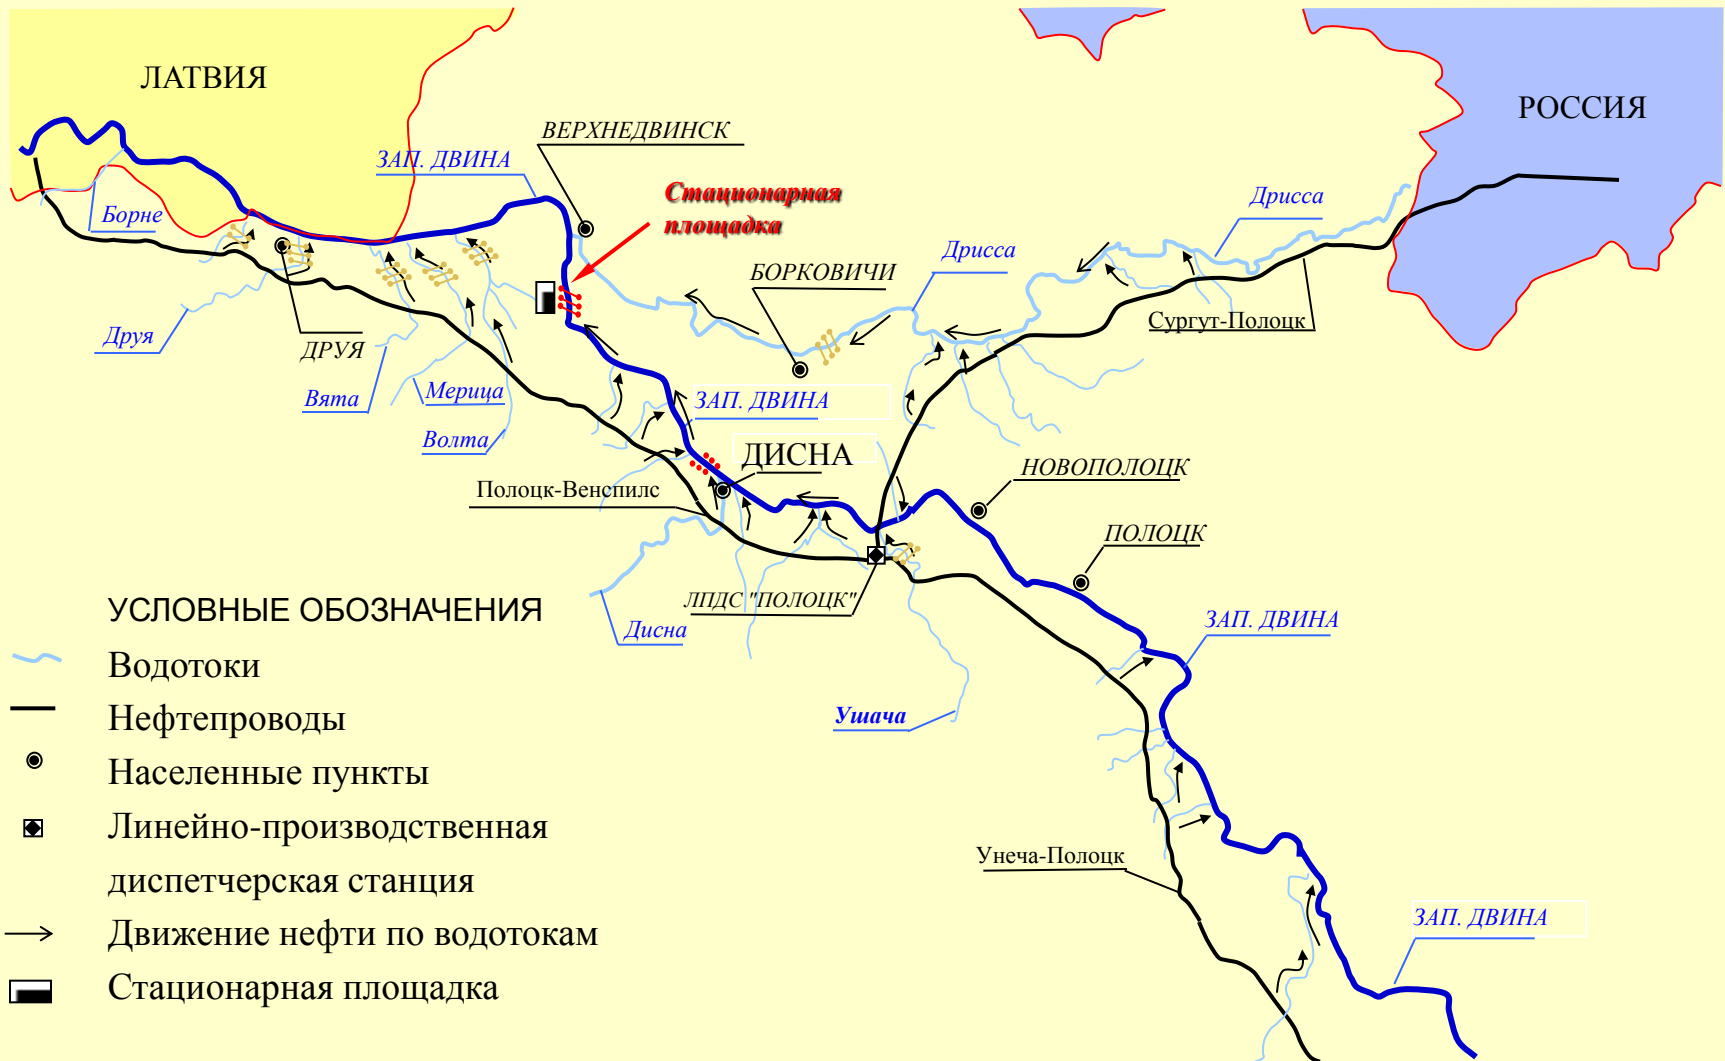 ЛАТВИЯ
РОССИЯ
ВЕРХНЕДВИНСК
ЗАП. ДВИНА
Стационарная
площадка
Дрисса
Борне
Дрисса
БОРКОВИЧИ
Сургут-Полоцк
Друя
ДРУЯ
Вята
Мерица
ЗАП. ДВИНА
Волта
ДИСНА
НОВОПОЛОЦК
Полоцк-Венспилс
ПОЛОЦК
ЛПДС "ПОЛОЦК"
УСЛОВНЫЕ ОБОЗНАЧЕНИЯ
Дисна
ЗАП. ДВИНА
Водотоки
Ушача
Нефтепроводы
Населенные пункты
Линейно-производственная
диспетчерская станция
Унеча-Полоцк
ЗАП. ДВИНА
Движение нефти по водотокам
Стационарная площадка